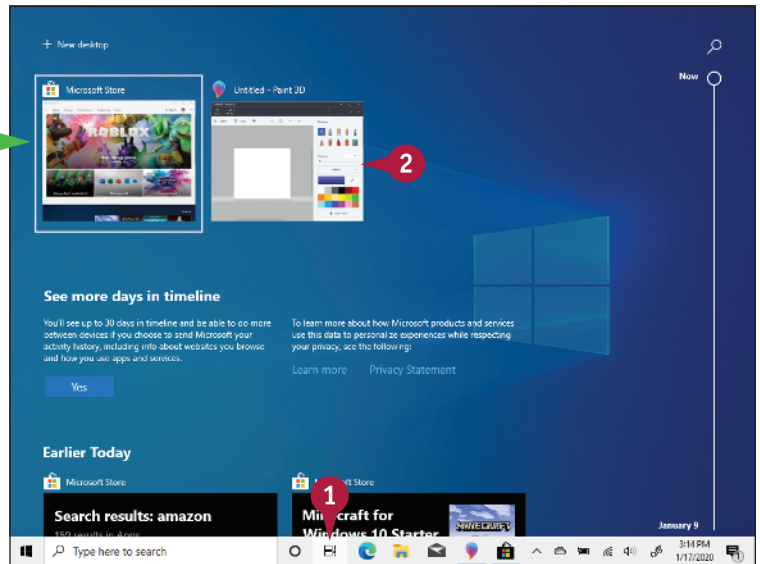 + New desktop
Now
Microsoft Store
Untitled - Paint 3D
ROBLOX
2
See more days in timeline
You'll see up to 30 days in timeline and be able to do more
between devices if you choose to send Microsoft your
activity history, including info about websites you browse
and how you use apps and services.
To learn more about how Microsoft products and services
use this data to personalize experiences while respecting
your privacy, see the following:
Learn more Privacy Statement
Yes
Earlier Today
Microsoft Store
Store
1
Search results: amazon
159 results in Apps
Minecraft for
Windows 10 Starter
MINECRAFT
January 9
Type here to search
3:14 PM
1/17/2020